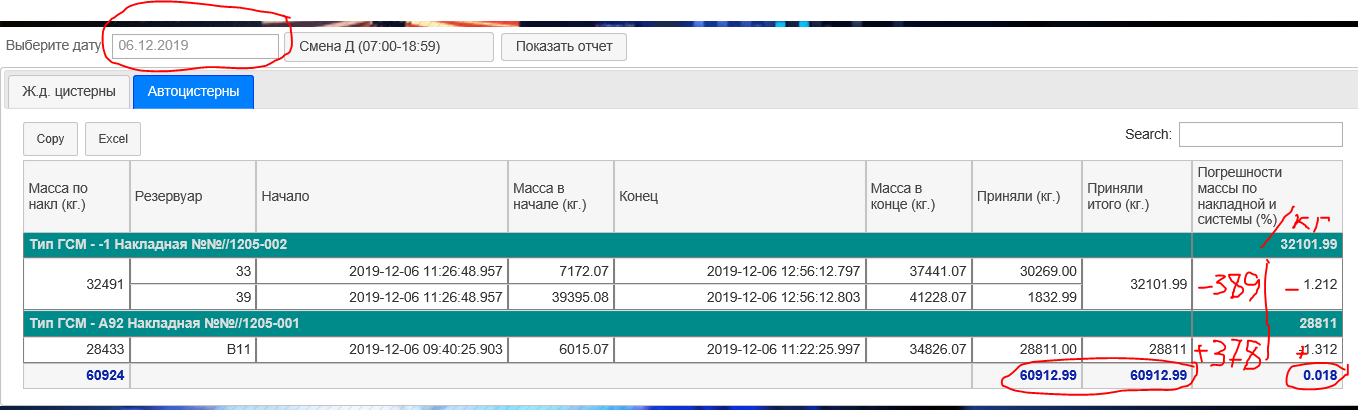 Выберите дату 06.12.2019 Смена Д (07:00-18:59) Показать отчет
Ж.д. цистерны Автоцистерны
Copy Excel Search:
Масса по накл (кг.) Резервуар Начало Масса в начале (кг.) Конец Масса в конце (кг.) Приняли (кг.) Приняли итого (кг.) Погрешности массы по накладной и системы (%) / кг
Тип ГСМ - -1 Накладная №№//1205-002 32101.99
32491 33 2019-12-06 11:26:48.957 7172.07 2019-12-06 12:56:12.797 37441.07 30269.00 32101.99 -389 - 1.212
39 2019-12-06 11:26:48.957 39395.08 2019-12-06 12:56:12.803 41228.07 1832.99
Тип ГСМ - А92 Накладная №№//1205-001 28811
28433 В11 2019-12-06 09:40:25.903 6015.07 2019-12-06 11:22:25.997 34826.07 28811.00 28811 +378 + 1.312
60924 60912.99 60912.99 0.018